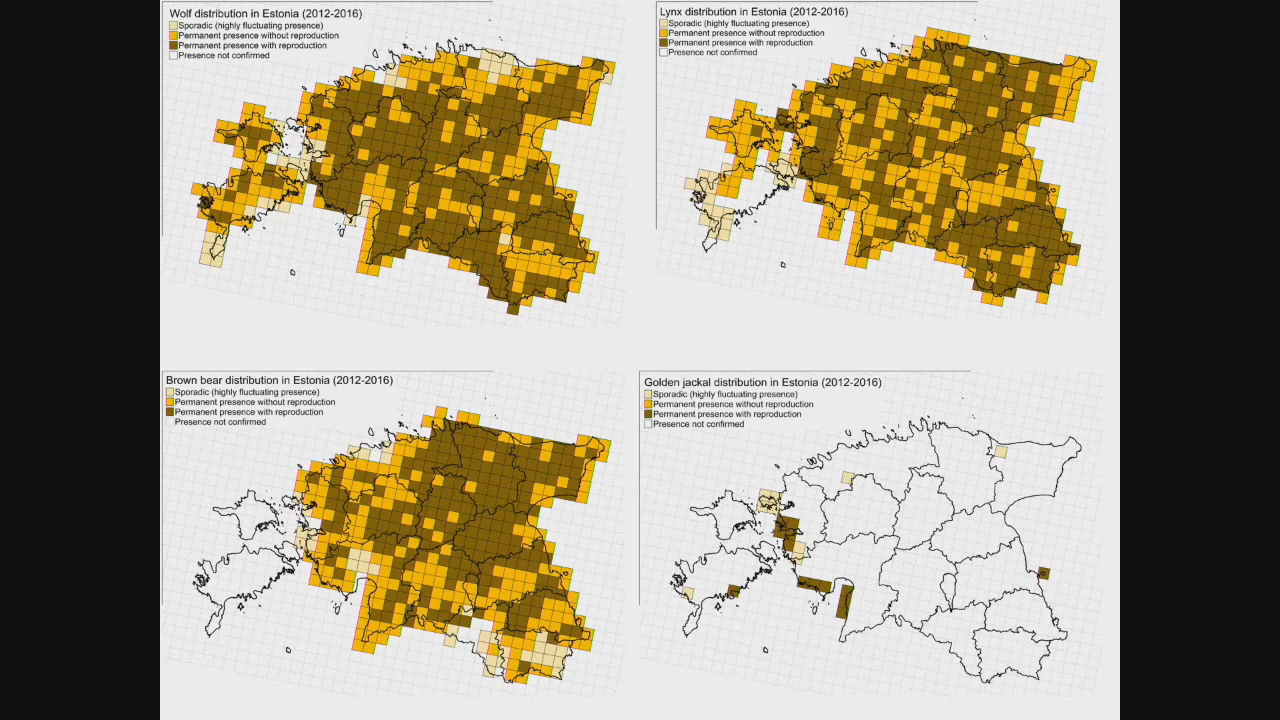 Wolf distribution in Estonia (2012-2016)
Sporadic (highly fluctuating presence)
Permanent presence without reproduction
Permanent presence with reproduction
Presence not confirmed
Lynx distribution in Estonia (2012-2016)
Sporadic (highly fluctuating presence)
Permanent presence without reproduction
Permanent presence with reproduction
Presence not confirmed
Brown bear distribution in Estonia (2012-2016)
Sporadic (highly fluctuating presence)
Permanent presence without reproduction
Permanent presence with reproduction
Presence not confirmed
Golden jackal distribution in Estonia (2012-2016)
Sporadic (highly fluctuating presence)
Permanent presence without reproduction
Permanent presence with reproduction
Presence not confirmed